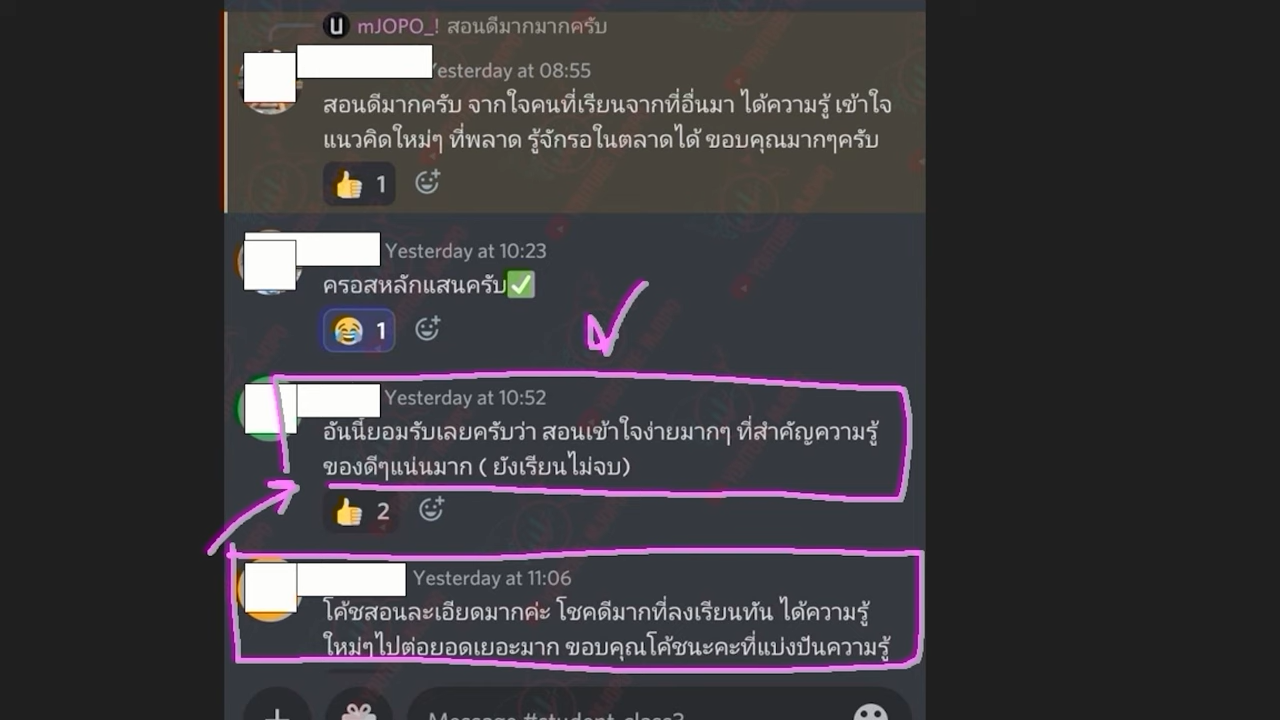 mJOPO_! สอนดีมากมากครับ
Yesterday at 08:55
สอนดีมากครับ จากใจคนที่เรียนจากที่อื่นมา ได้ความรู้ เข้าใจ
แนวคิดใหม่ๆ ที่พลาด รู้จักรอในตลาดได้ ขอบคุณมากๆครับ
1
Yesterday at 10:23
ครอสหลักแสนครับ
1
Yesterday at 10:52
อันนี้ยอมรับเลยครับว่า สอนเข้าใจง่ายมากๆ ที่สำคัญความรู้
ของดีๆแน่นมาก ( ยังเรียนไม่จบ)
2
Yesterday at 11:06
โค้ชสอนละเอียดมากค่ะ โชคดีมากที่ลงเรียนทัน ได้ความรู้
ใหม่ๆไปต่อยอดเยอะมาก ขอบคุณโค้ชนะคะที่แบ่งปันความรู้
Message #student-class3